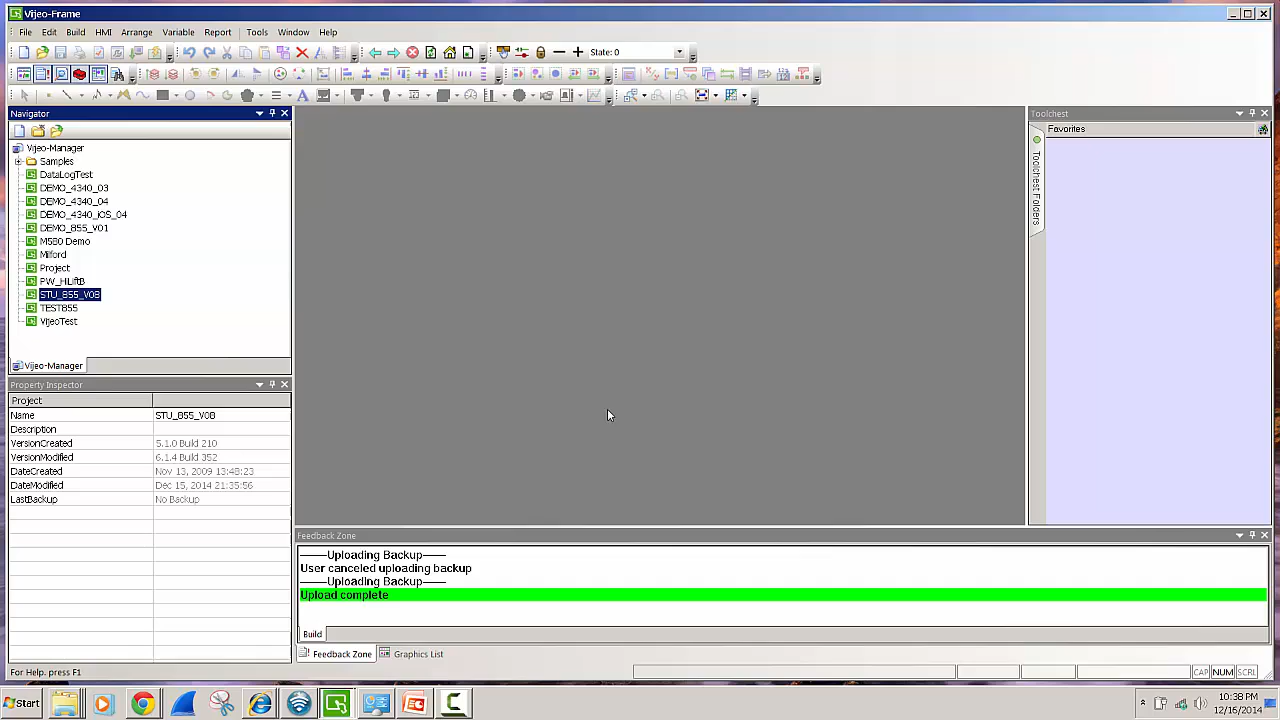 Vijeo-Frame
File Edit Build HMI Arrange Variable Report Tools Window Help
State: 0
Navigator
Toolchest
Favorites
Toolchest Folders
Vijeo-Manager
Samples
DataLogTest
DEMO_4340_03
DEMO_4340_04
DEMO_4340_iOS_04
DEMO_855_V01
M580 Demo
Milford
Project
PW_HiLiftB
STU_855_V0B
TEST855
VijeoTest
Vijeo-Manager
Property Inspector
Project
Name STU_855_V0B
Description
VersionCreated 5.1.0 Build 210
VersionModified 6.1.4 Build 352
DateCreated Nov 13, 2009 13:48:23
DateModified Dec 15, 2014 21:35:56
LastBackup No Backup
Feedback Zone
-------Uploading Backup------
User canceled uploading backup
-------Uploading Backup------
Upload complete
Build
Feedback Zone Graphics List
For Help, press F1
CAP NUM SCRL
Start
10:38 PM
12/16/2014